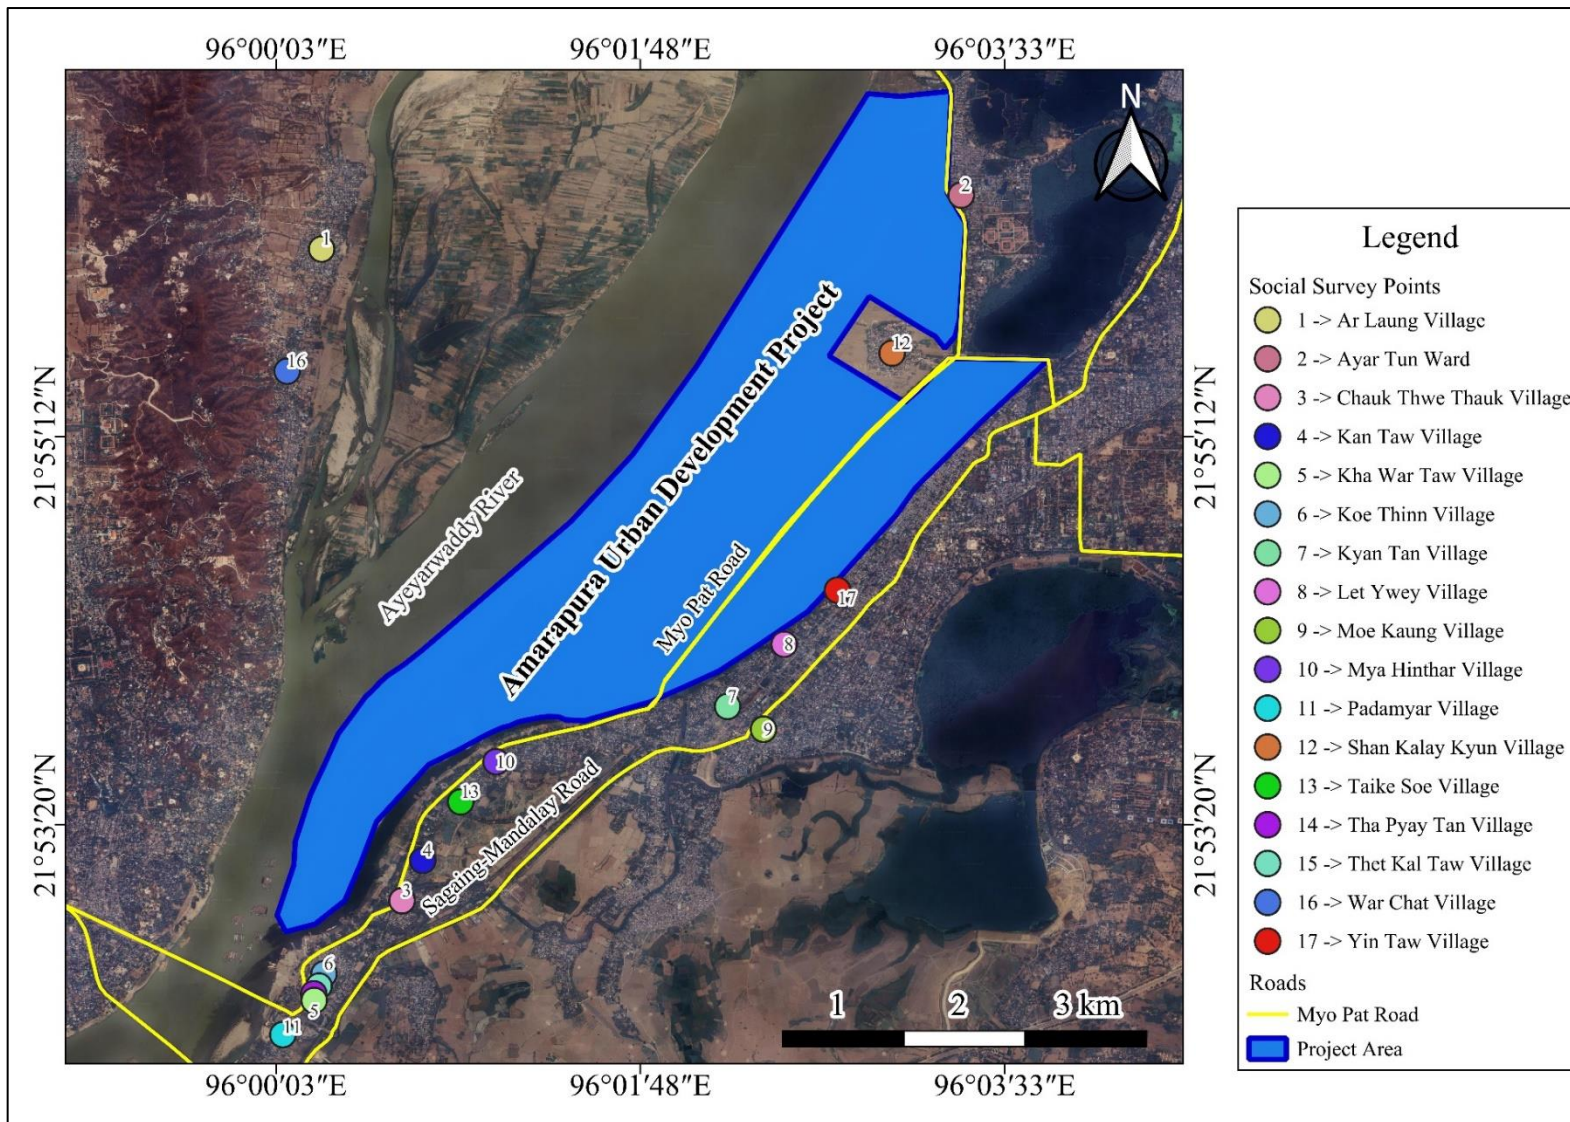 96°00′03″E
96°01′48″E
96°03′33″E
N
21°55′12″N
21°53′20″N
21°55′12″N
21°53′20″N
1
2
16
12
Ayeyarwaddy River
Amarapura Urban Development Project
Myo Pat Road
17
8
7
9
10
13
Sagaing-Mandalay Road
4
3
6
5
11
1
2
3 km
96°00′03″E
96°01′48″E
96°03′33″E
Legend
Social Survey Points
1 -> Ar Laung Village
2 -> Ayar Tun Ward
3 -> Chauk Thwe Thauk Village
4 -> Kan Taw Village
5 -> Kha War Taw Village
6 -> Koe Thinn Village
7 -> Kyan Tan Village
8 -> Let Ywey Village
9 -> Moe Kaung Village
10 -> Mya Hinthar Village
11 -> Padamyar Village
12 -> Shan Kalay Kyun Village
13 -> Taike Soe Village
14 -> Tha Pyay Tan Village
15 -> Thet Kal Taw Village
16 -> War Chat Village
17 -> Yin Taw Village
Roads
Myo Pat Road
Project Area